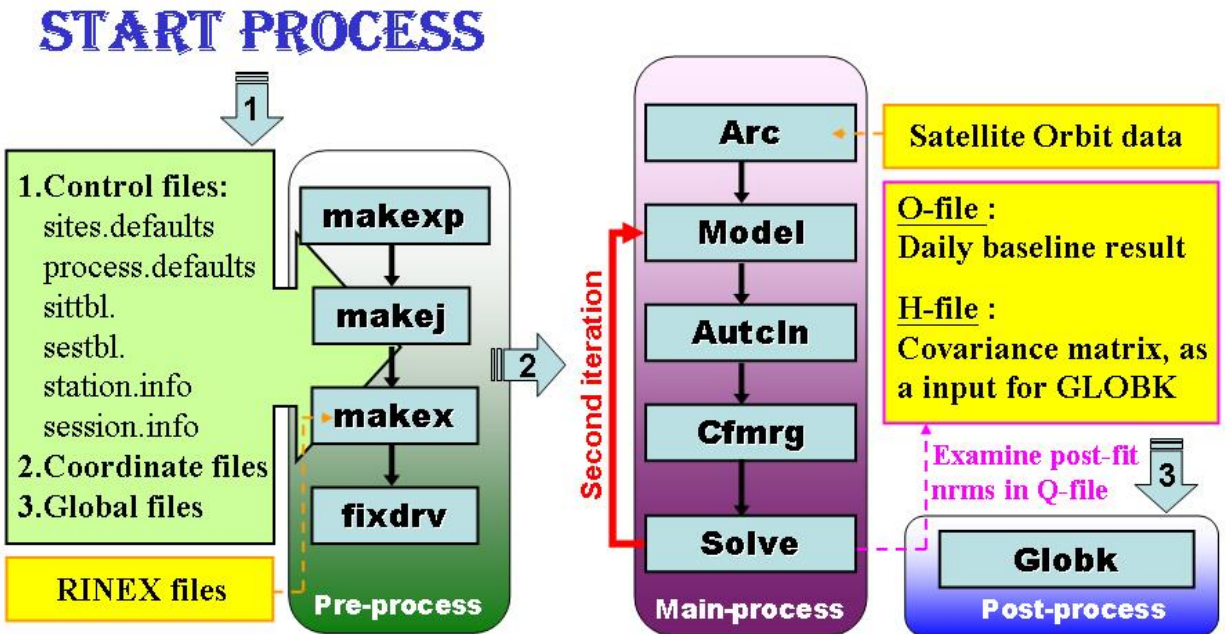 START PROCESS
1
1.Control files:
sites.defaults
process.defaults
sittbl.
sestbl.
station.info
session.info
2.Coordinate files
3.Global files
RINEX files
makexp
makej
makex
fixdrv
Pre-process
2
Second iteration
Arc
Model
Autcln
Cfmrg
Solve
Main-process
Satellite Orbit data
O-file :
Daily baseline result
H-file :
Covariance matrix, as
a input for GLOBK
Examine post-fit
nrms in Q-file
3
Globk
Post-process